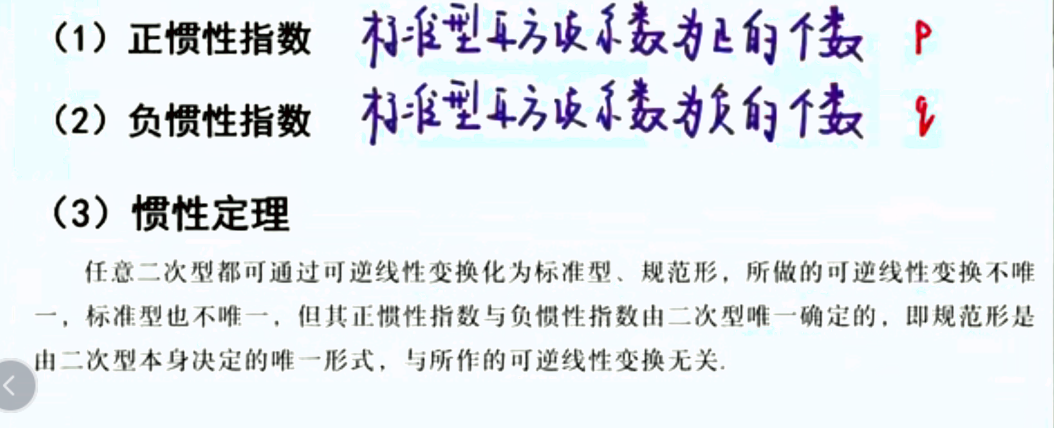 （1）正惯性指数 标准型平方项系数为正的个数 p
（2）负惯性指数 标准型平方项系数为负的个数 q
（3）惯性定理
任意二次型都可通过可逆线性变换化为标准型、规范形，所做的可逆线性变换不唯
一，标准型也不唯一，但其正惯性指数与负惯性指数由二次型唯一确定的，即规范形是
由二次型本身决定的唯一形式，与所作的可逆线性变换无关.